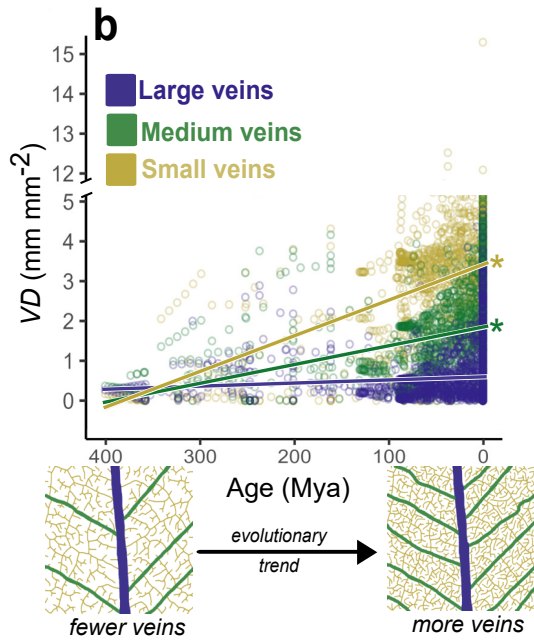 b
Large veins
Medium veins
Small veins
VD (mm mm⁻²)
15
14
13
12
5
4
3
2
1
0
*
*
400
300
200
100
0
Age (Mya)
evolutionary
trend
fewer veins
more veins